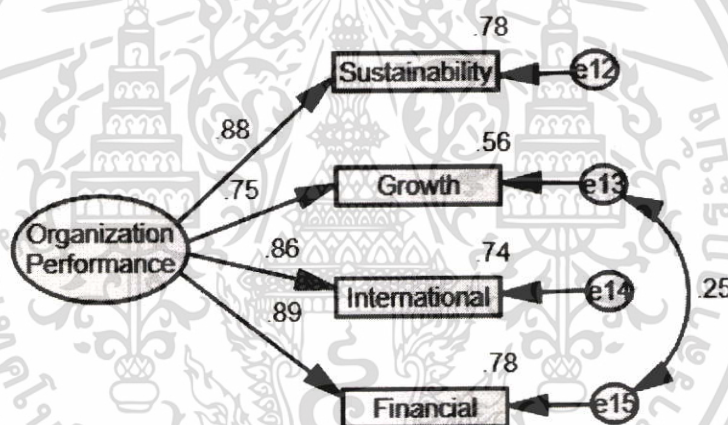 .78
Sustainability
e12
.88
.56
.75
Growth
e13
Organization
Performance
.86
.74
International
e14
.25
.89
.78
Financial
e15